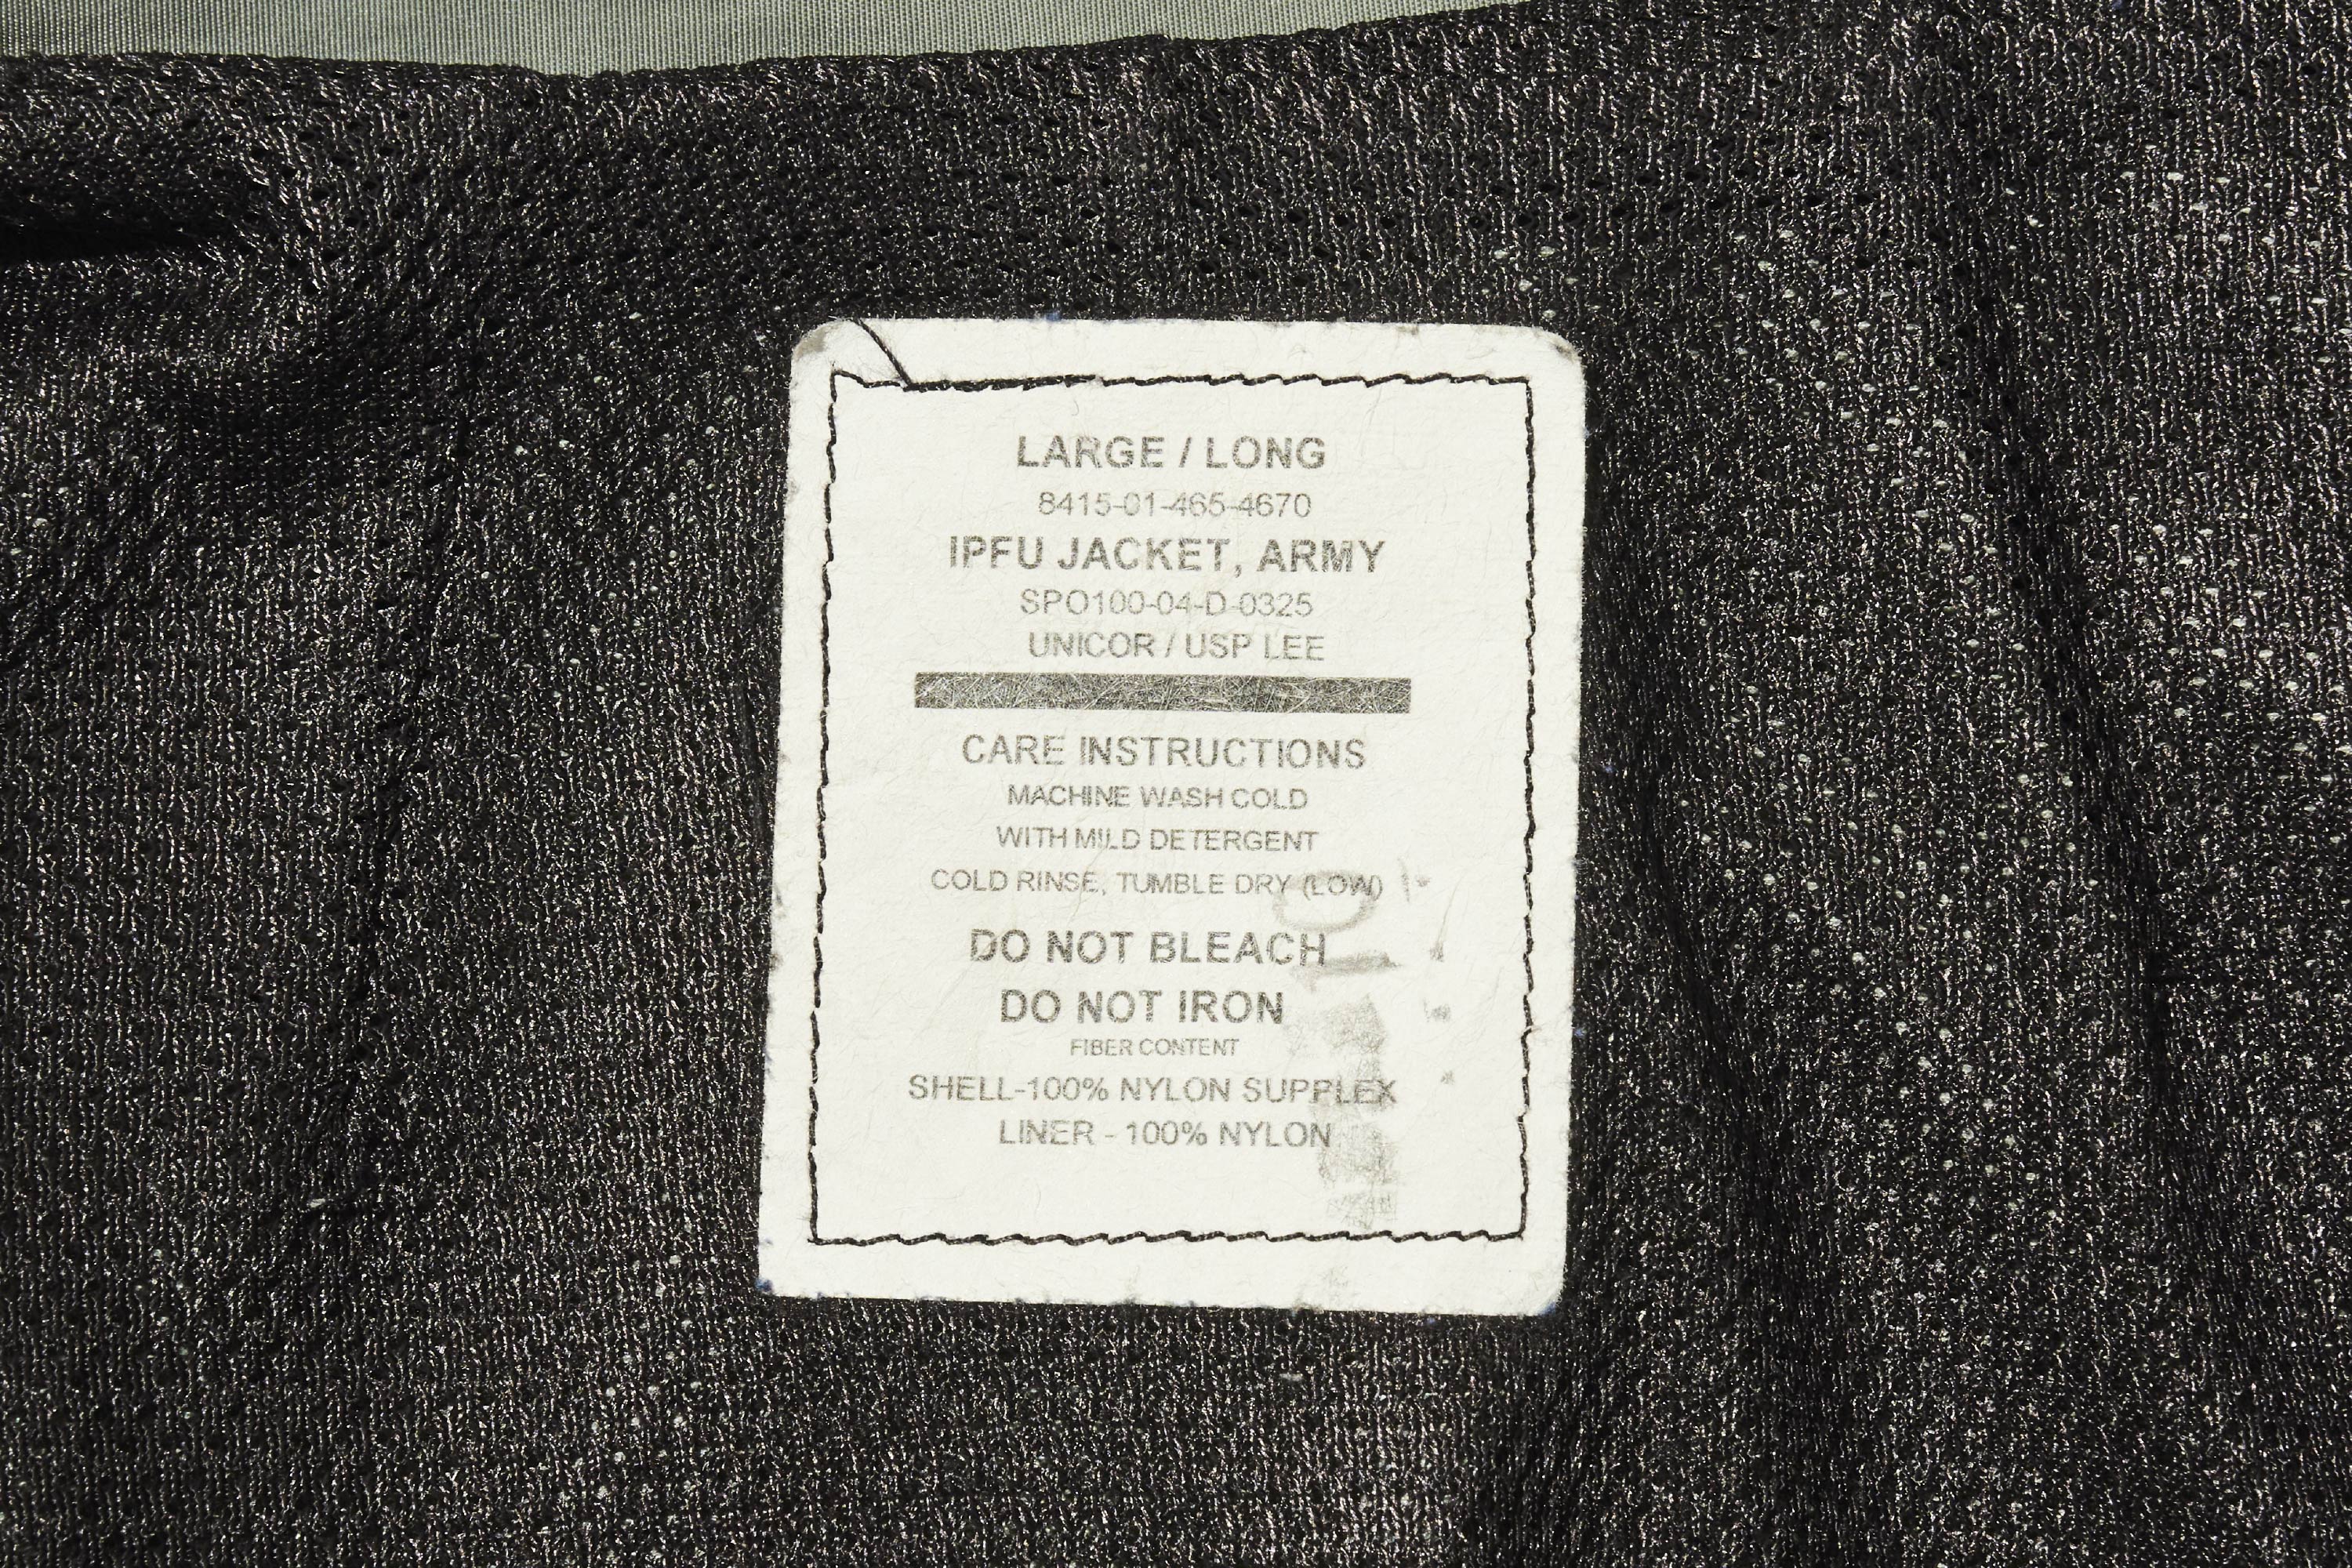 LARGE / LONG
8415-01-465-4670
IPFU JACKET, ARMY
SPO100-04-D-0325
UNICOR / USP LEE
CARE INSTRUCTIONS
MACHINE WASH COLD
WITH MILD DETERGENT
COLD RINSE, TUMBLE DRY (LOW)
DO NOT BLEACH
DO NOT IRON
FIBER CONTENT
SHELL-100% NYLON SUPPLEX
LINER - 100% NYLON